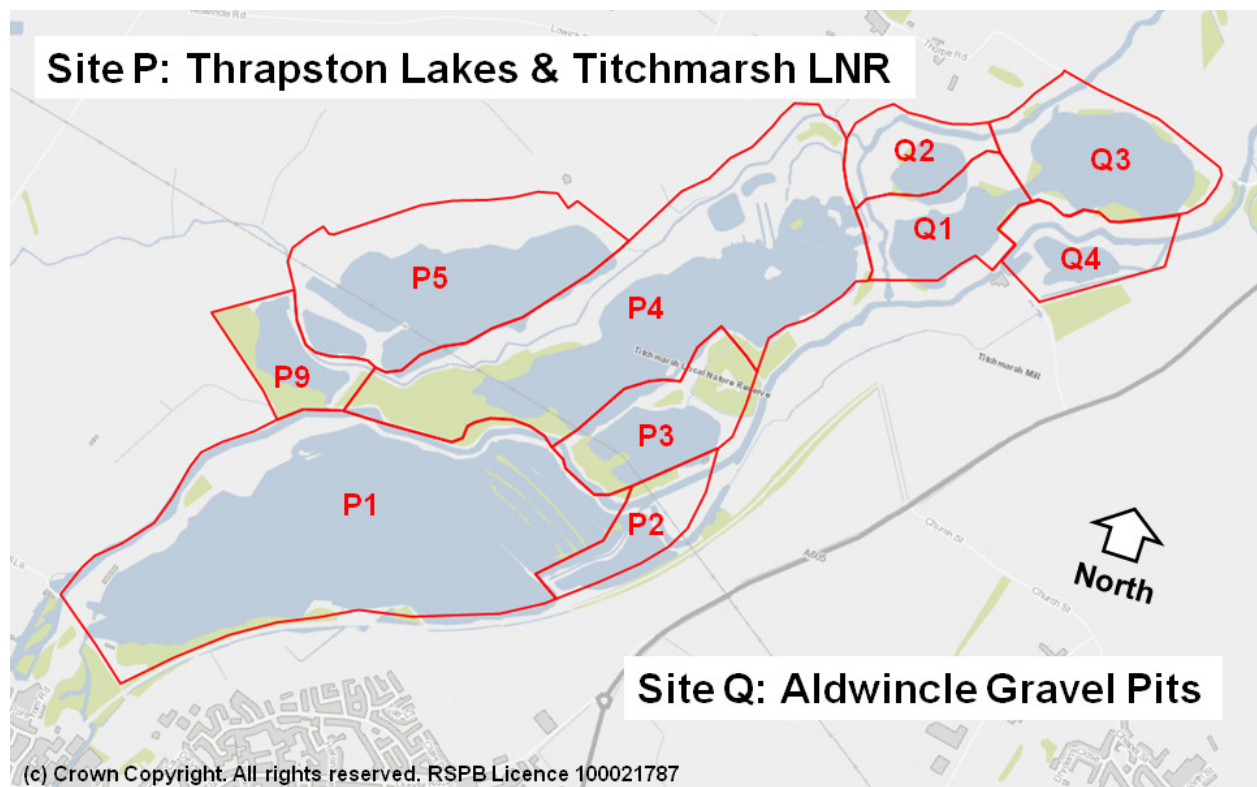 Thorpe Rd
Site P: Thrapston Lakes & Titchmarsh LNR
Q2
Q3
Q1
Q4
P5
P4
Titchmarsh Local Nature Reserve
Titchmarsh Mill
P9
P3
P1
P2
A605
Church St
North
Church St
Site Q: Aldwincle Gravel Pits
(c) Crown Copyright. All rights reserved. RSPB Licence 100021787